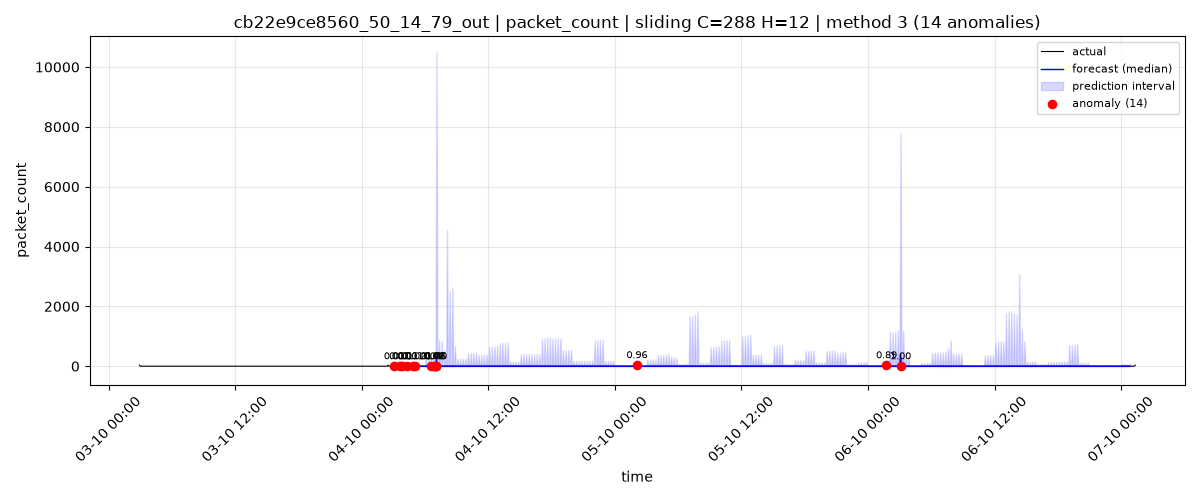 cb22e9ce8560_50_14_79_out | packet_count | sliding C=288 H=12 | method 3 (14 anomalies)
actual
forecast (median)
prediction interval
anomaly (14)
packet_count
10000
8000
6000
4000
2000
0
0.96
1.00
03-10 00:00
03-10 12:00
04-10 00:00
04-10 12:00
05-10 00:00
05-10 12:00
06-10 00:00
06-10 12:00
07-10 00:00
time